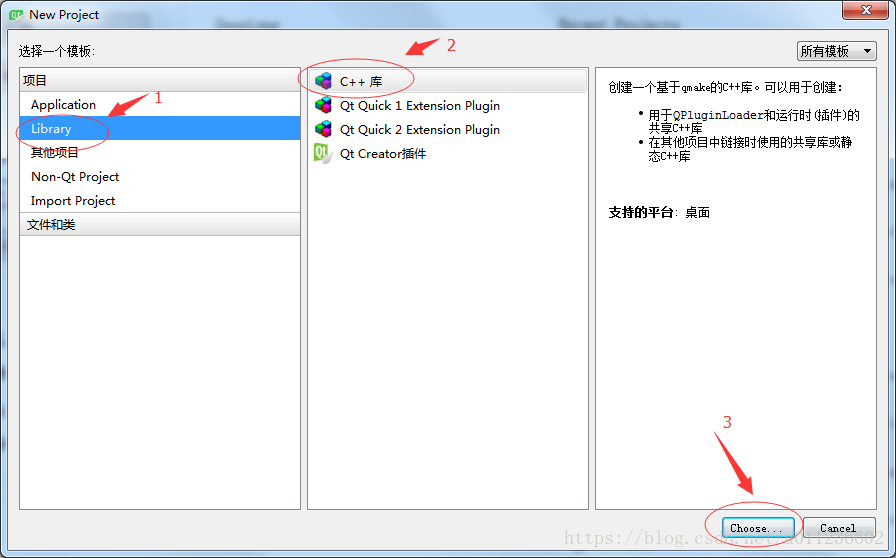 New Project
选择一个模板:
所有模板
项目
Application
Library
其他项目
Non-Qt Project
Import Project
文件和类
1
C++ 库
Qt Quick 1 Extension Plugin
Qt Quick 2 Extension Plugin
Qt Creator插件
2
创建一个基于qmake的C++库。可以用于创建:
用于QPluginLoader和运行时(插件)的
共享C++库
在其他项目中链接时使用的共享库或静
态C++库
支持的平台: 桌面
3
Choose...
Cancel